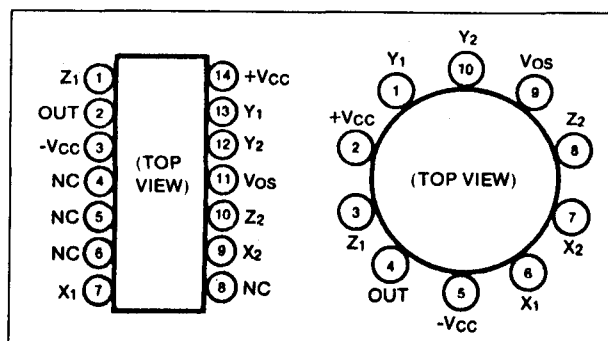 Z1 1 14 +VCC
OUT 2 13 Y1
-VCC 3 12 Y2
NC 4 (TOP VIEW) 11 VOS
NC 5 10 Z2
NC 6 9 X2
X1 7 8 NC
Y2
10
Y1
1
VOS
9
+VCC
2
Z2
8
(TOP VIEW)
3
Z1
7
X2
4
OUT
6
X1
5
-VCC